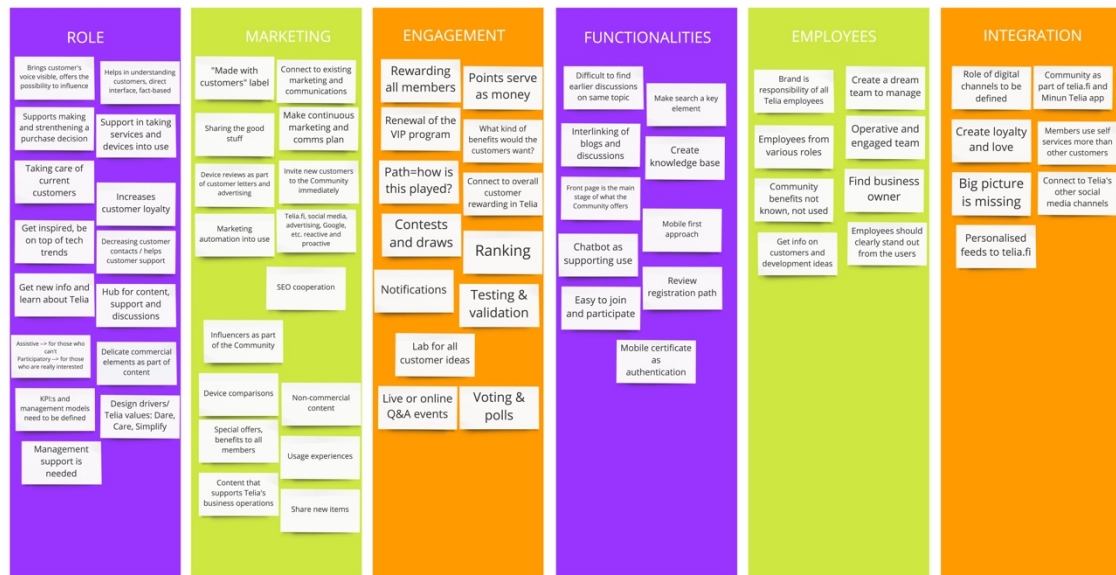 ROLE
Brings customer's
voice visible, offers the
possibility to influence
Helps in understanding
customers, direct
interface, fact-based
Supports making
and strenthening a
purchase decision
Support in taking
services and
devices into use
Taking care of
current
customers
Increases
customer loyalty
Get inspired, be
on top of tech
trends
Decreasing customer
contacts / helps
customer support
Get new info and
learn about Telia
Hub for content,
support and
discussions
Assistive --> for those who
can't
Participatory --> for those
who are really interested
Delicate commercial
elements as part of
content
KPI:s and
management models
need to be defined
Design drivers/
Telia values: Dare,
Care, Simplify
Management
support is
needed
MARKETING
"Made with
customers" label
Connect to existing
marketing and
communications
Sharing the good
stuff
Make continuous
marketing and
comms plan
Device reviews as part
of customer letters and
advertising
Invite new customers
to the Community
immediately
Marketing
automation into use
Telia.fi, social media,
advertising, Google,
etc, reactive and
proactive
SEO cooperation
Influencers as part
of the Community
Device comparisons
Non-commercial
content
Special offers,
benefits to all
members
Usage experiences
Content that
supports Telia's
business operations
Share new items
ENGAGEMENT
Rewarding
all members
Points serve
as money
Renewal of the
VIP program
What kind of
benefits would the
customers want?
Path=how is
this played?
Connect to overall
customer
rewarding in Telia
Contests
and draws
Ranking
Notifications
Testing &
validation
Lab for all
customer ideas
Live or online
Q&A events
Voting &
polls
FUNCTIONALITIES
Difficult to find
earlier discussions
on same topic
Make search a key
element
Interlinking of
blogs and
discussions
Create
knowledge base
Front page is the main
stage of what the
Community offers
Mobile first
approach
Chatbot as
supporting use
Review
registration path
Easy to join
and participate
Mobile certificate
as
authentication
EMPLOYEES
Brand is
responsibility of all
Telia employees
Create a dream
team to manage
Employees from
various roles
Operative and
engaged team
Community
benefits not
known, not used
Find business
owner
Get info on
customers and
development ideas
Employees should
clearly stand out
from the users
INTEGRATION
Role of digital
channels to be
defined
Community as
part of telia.fi and
Minun Telia app
Create loyalty
and love
Members use self
services more than
other customers
Big picture
is missing
Connect to Telia's
other social
media channels
Personalised
feeds to telia.fi